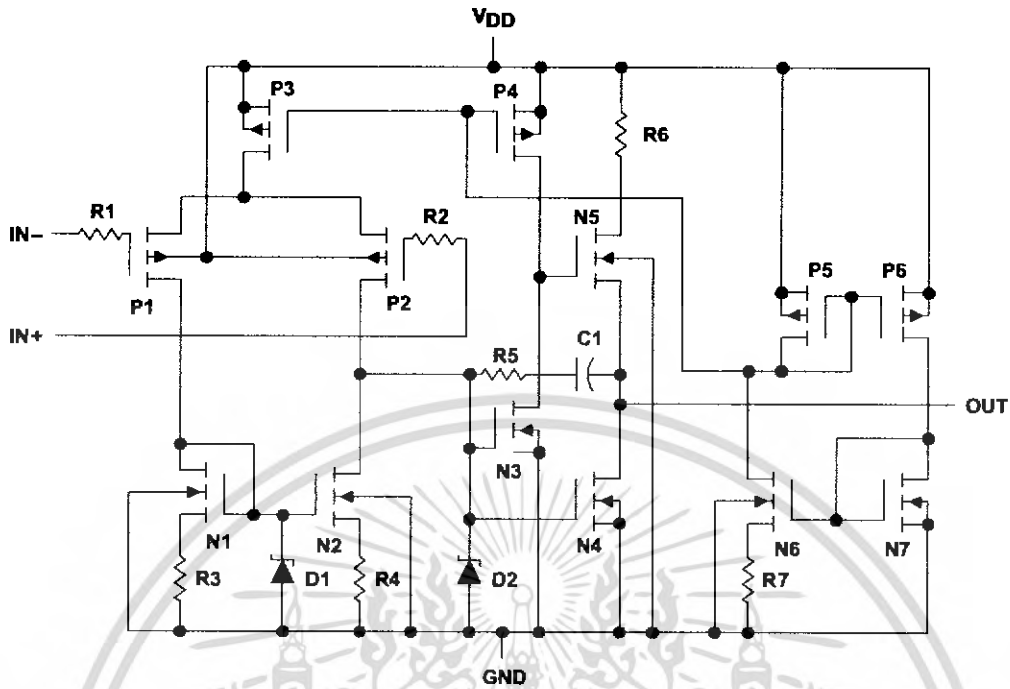 VDD
P3
P4
R6
R1
R2
N5
IN–
P5
P6
P1
P2
IN+
C1
R5
OUT
N3
N1
N2
N4
N6
N7
R3
D1
R4
D2
R7
GND